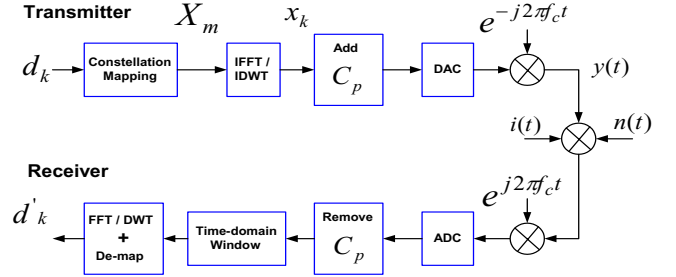 Transmitter
X_m
x_k
e^{-j2πf_c t}
d_k
Constellation
Mapping
IFFT /
IDWT
Add
C_p
DAC
y(t)
i(t)
n(t)
Receiver
e^{j2πf_c t}
d'_k
FFT / DWT
+
De-map
Time-domain
Window
Remove
C_p
ADC